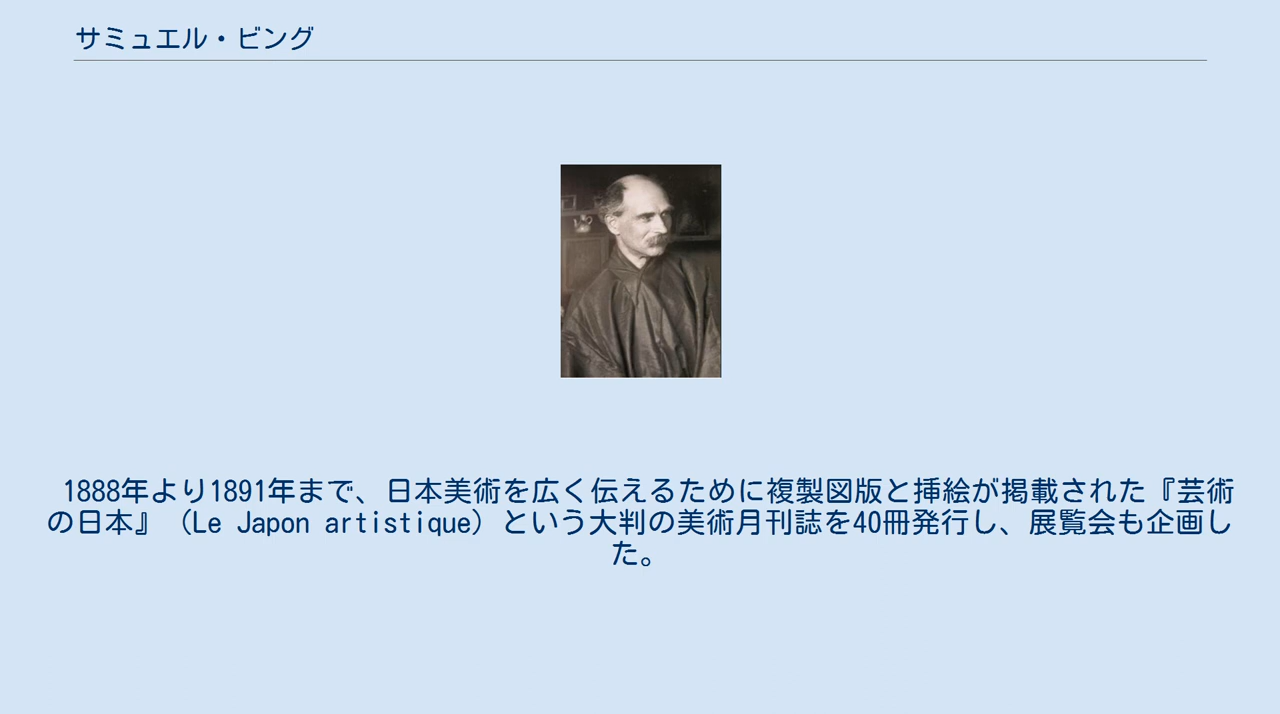 サミュエル・ビング
1888年より1891年まで、日本美術を広く伝えるために複製図版と挿絵が掲載された『芸術
の日本』（Le Japon artistique）という大判の美術月刊誌を40冊発行し、展覧会も企画し
た。